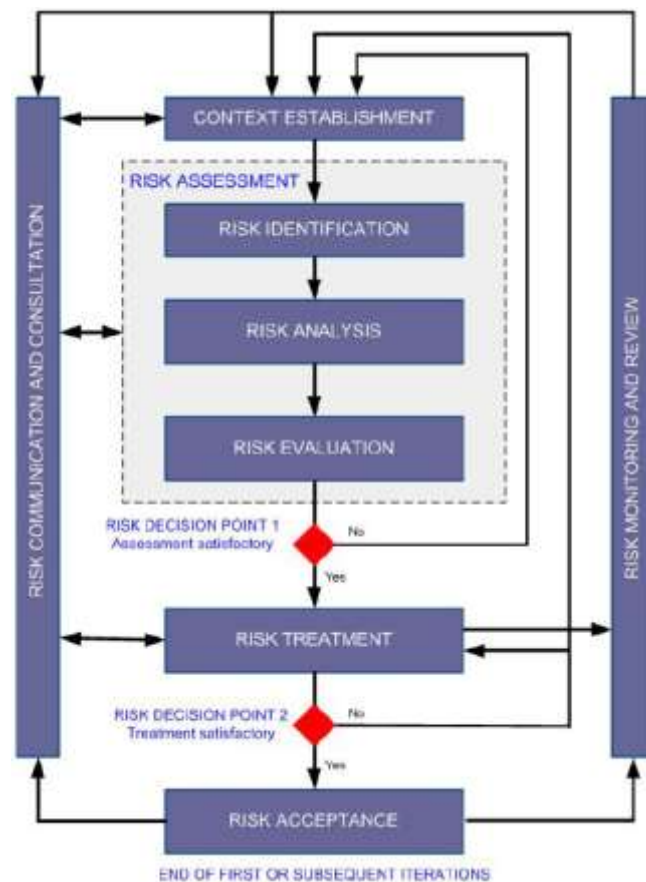 CONTEXT ESTABLISHMENT
RISK ASSESSMENT
RISK IDENTIFICATION
RISK ANALYSIS
RISK EVALUATION
RISK COMMUNICATION AND CONSULTATION
RISK MONITORING AND REVIEW
RISK DECISION POINT 1
Assessment satisfactory
No
Yes
RISK TREATMENT
RISK DECISION POINT 2
Treatment satisfactory
No
Yes
RISK ACCEPTANCE
END OF FIRST OR SUBSEQUENT ITERATIONS